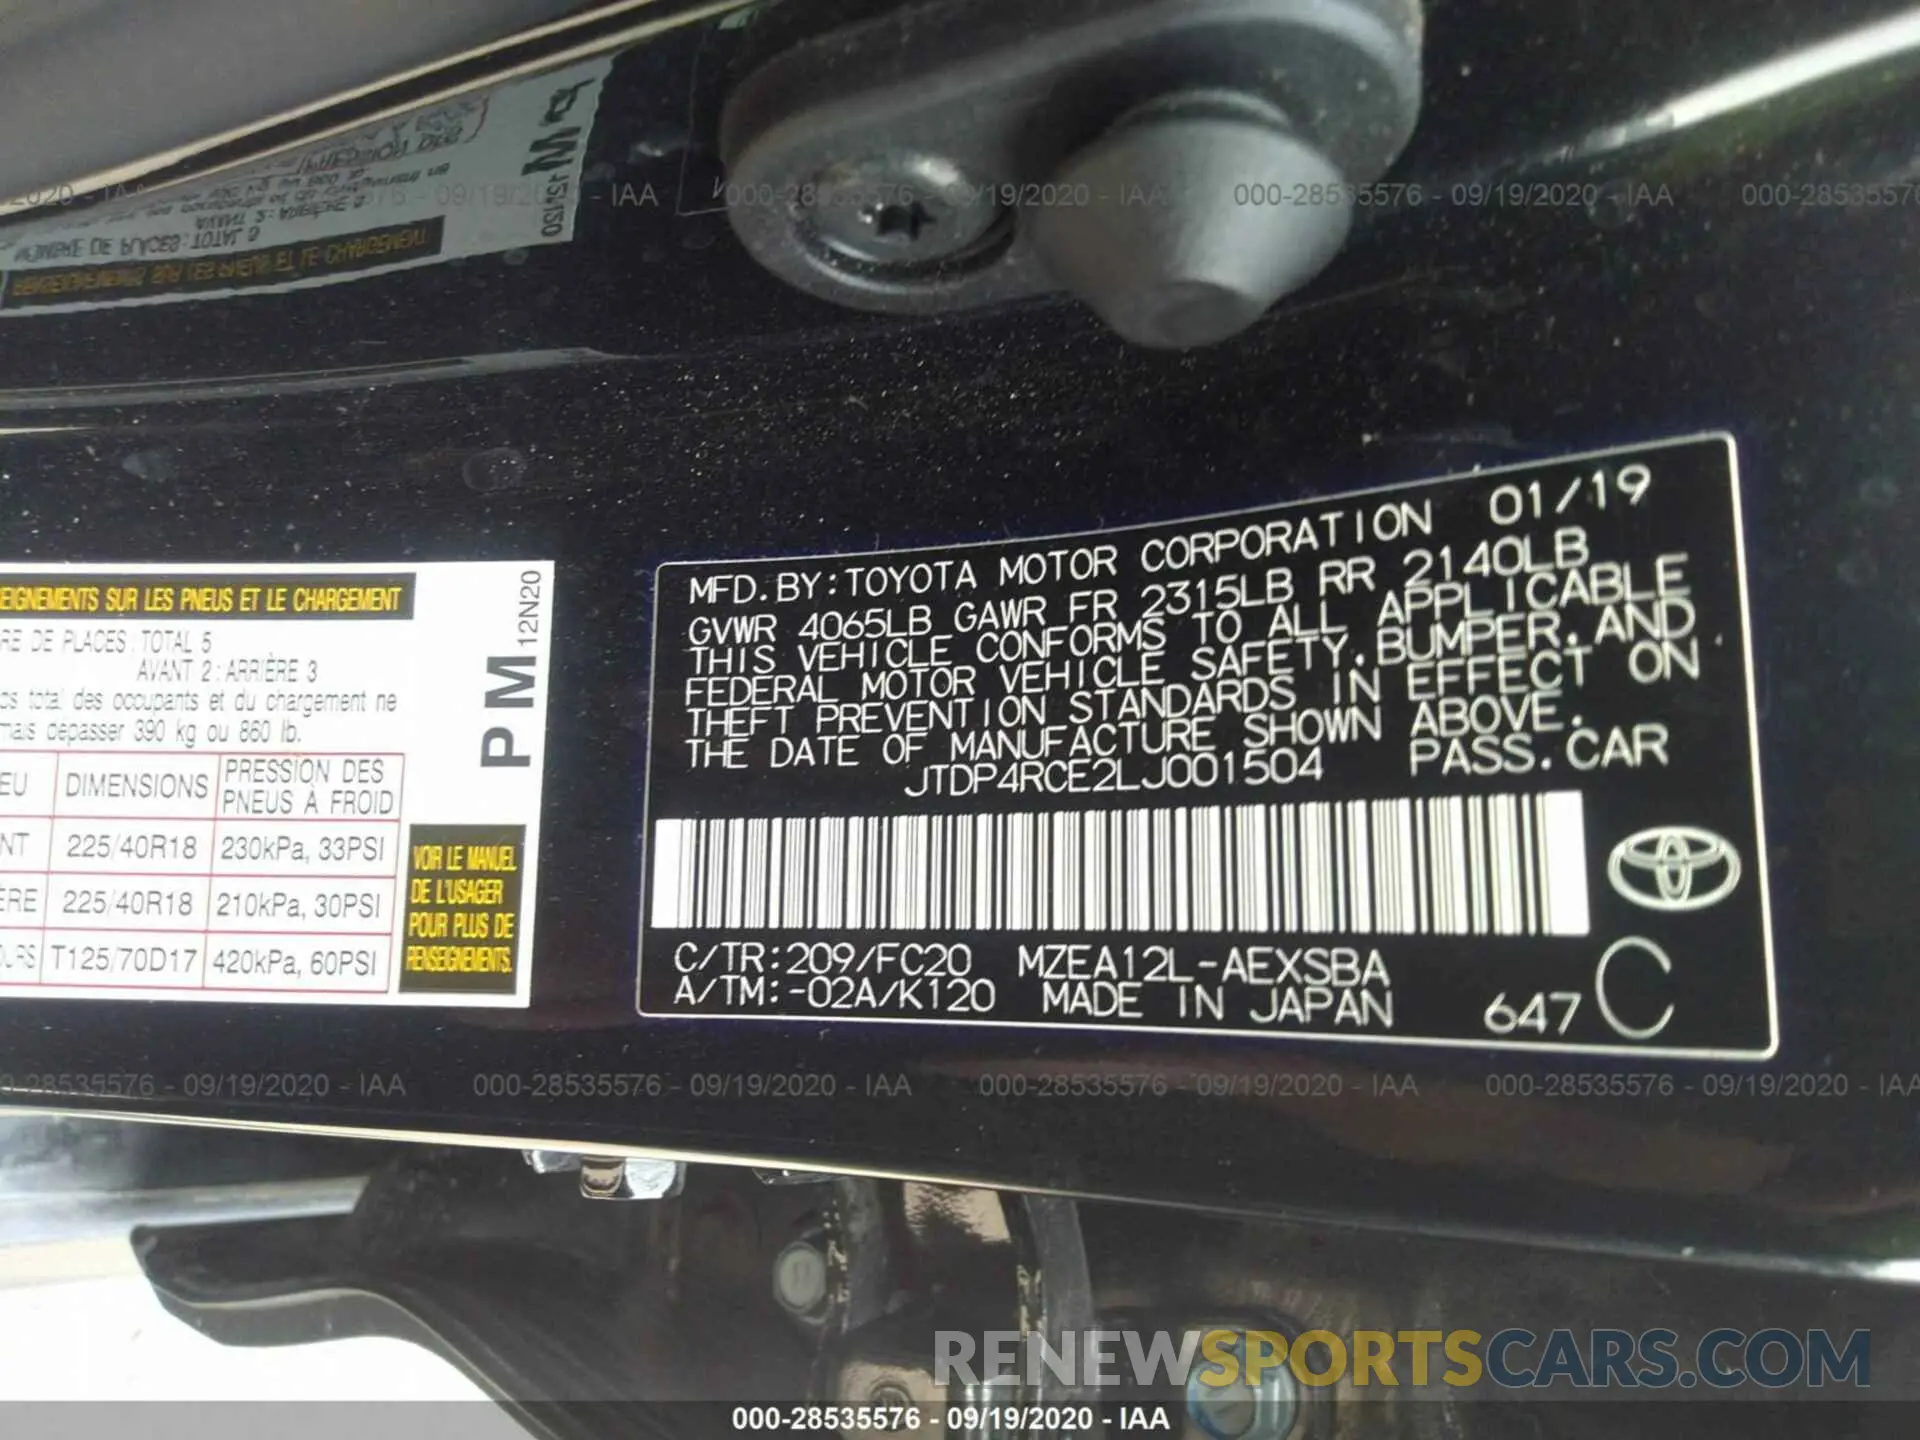 000-28535576 - 09/19/2020 - IAA
000-28535576 - 09/19/2020 - IAA
EIGNEMENTS SUR LES PNEUS ET LE CHARGEMENT
RE DE PLACES: TOTAL 5
AVANT 2: ARRIÈRE 3
ds total des occupants et du chargement ne
mais dépasser 390 kg ou 860 lb.
EU DIMENSIONS PRESSION DES PNEUS À FROID
NT 225/40R18 230kPa, 33PSI
ÈRE 225/40R18 210kPa, 30PSI
URS T125/70D17 420kPa, 60PSI
PM 12N20
VOIR LE MANUEL
DE L'USAGER
POUR PLUS DE
RENSEIGNEMENTS.
MFD. BY: TOYOTA MOTOR CORPORATION 01/19
GVWR 4065LB GAWR FR 2315LB RR 2140LB
THIS VEHICLE CONFORMS TO ALL APPLICABLE
FEDERAL MOTOR VEHICLE SAFETY, BUMPER, AND
THEFT PREVENTION STANDARDS IN EFFECT ON
THE DATE OF MANUFACTURE SHOWN ABOVE.
JTDP4RCE2LJ001504 PASS. CAR
C/TR: 209/FC20 MZEA12L-AEXSBA
A/TM: -02A/K120 MADE IN JAPAN 647 C
0-28535576 - 09/19/2020 - IAA 000-28535576 - 09/19/2020 - IAA 000-28535576 - 09/19/2020 - IAA 000-28535576 - 09/19/2020 - IA
RENEWSPORTSCARS.COM
000-28535576 - 09/19/2020 - IAA